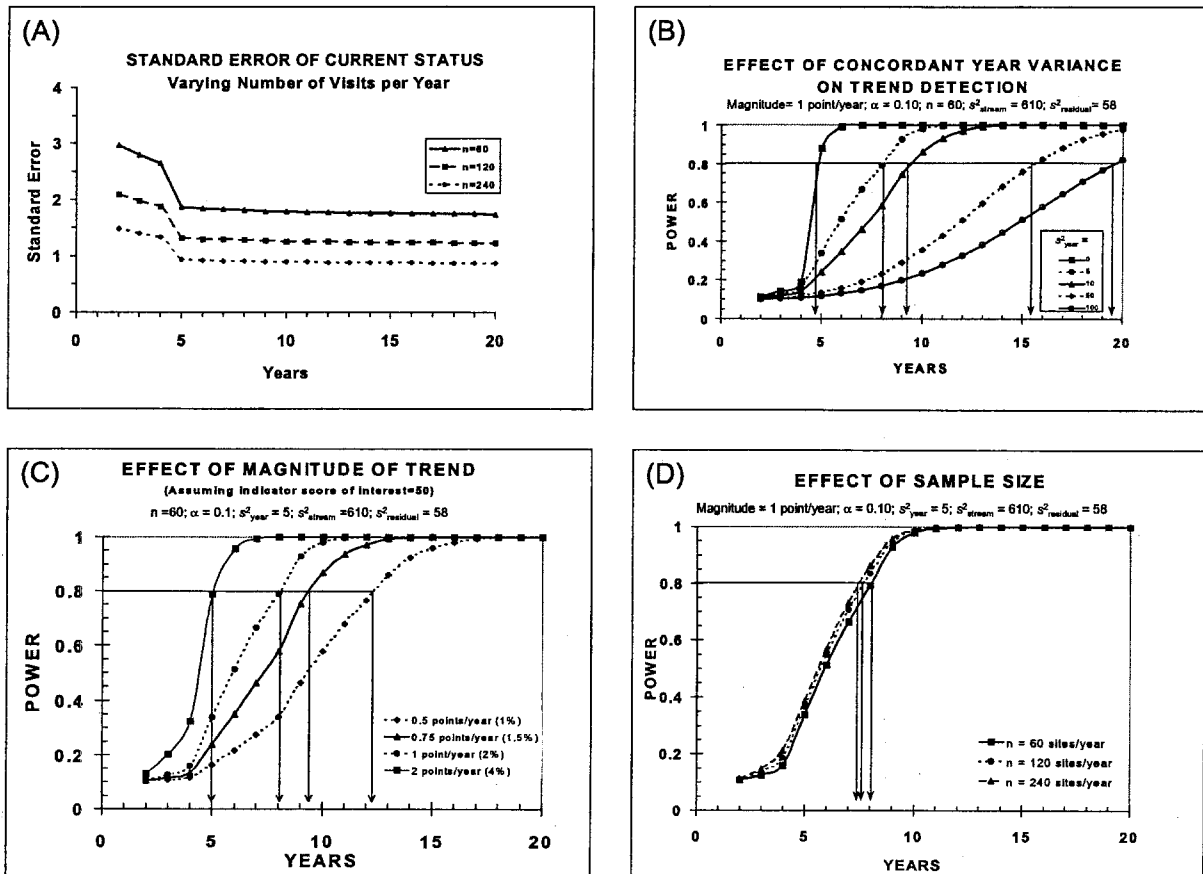 (A)
STANDARD ERROR OF CURRENT STATUS
Varying Number of Visits per Year
4
3
2
1
0
Standard Error
n=60
n=120
n=240
0 5 10 15 20
Years
(B)
EFFECT OF CONCORDANT YEAR VARIANCE
ON TREND DETECTION
Magnitude= 1 point/year; α = 0.10; n = 60; s²stream = 610; s²residual= 58
1
0.8
0.6
0.4
0.2
0
POWER
s²year =
0
5
10
50
100
0 5 10 15 20
YEARS
(C)
EFFECT OF MAGNITUDE OF TREND
(Assuming indicator score of interest=50)
n =60; α = 0.1; s²year = 5; s²stream =610; s²residual = 58
1
0.8
0.6
0.4
0.2
0
POWER
0.5 points/year (1%)
0.75 points/year (1.5%)
1 point/year (2%)
2 points/year (4%)
0 5 10 15 20
YEARS
(D)
EFFECT OF SAMPLE SIZE
Magnitude = 1 point/year; α = 0.10; s²year = 5; s²stream = 610; s²residual = 58
1
0.8
0.6
0.4
0.2
0
POWER
n = 60 sites/year
n = 120 sites/year
n = 240 sites/year
0 5 10 15 20
YEARS